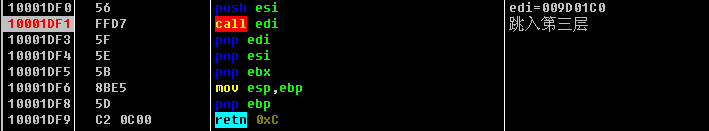 10001DF0 56 push esi edi=009D01C0
10001DF1 FFD7 call edi 跳入第三层
10001DF3 5F pop edi
10001DF4 5E pop esi
10001DF5 5B pop ebx
10001DF6 8BE5 mov esp,ebp
10001DF8 5D pop ebp
10001DF9 C2 0C00 retn 0xC